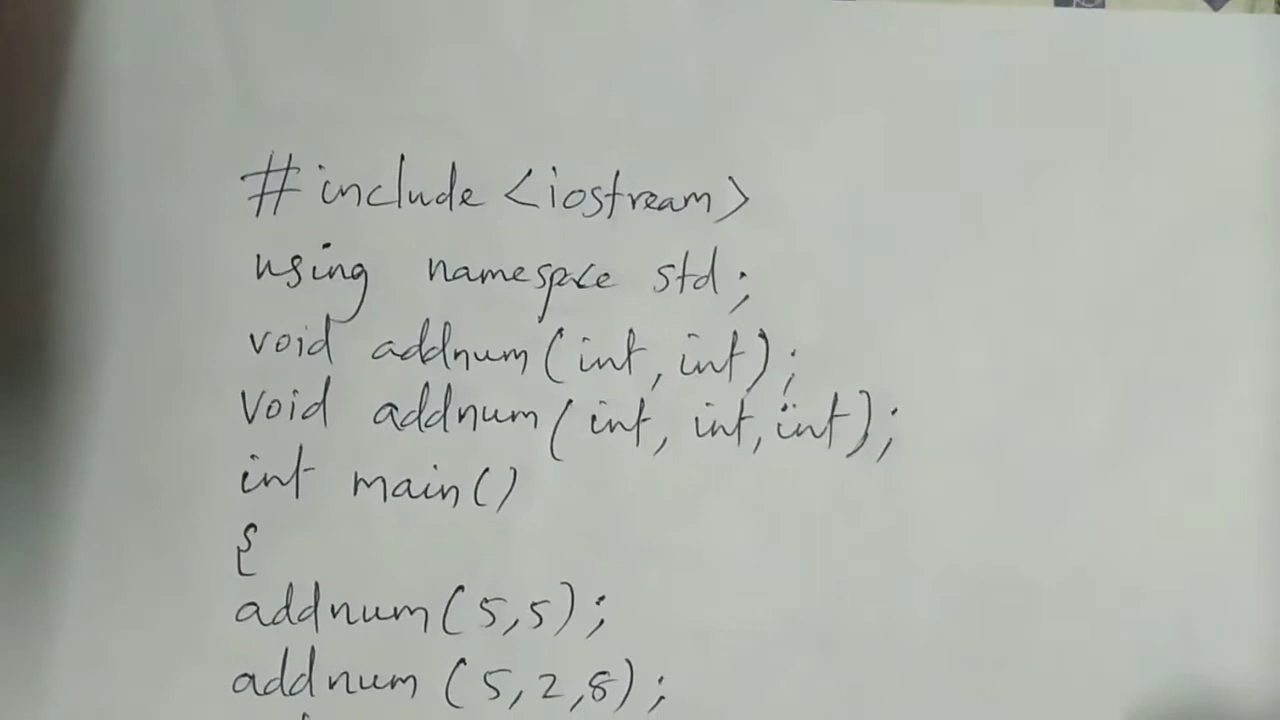 #include <iostream>
using namespace std;
void addnum(int, int);
void addnum(int, int, int);
int main()
{
addnum(5,5);
addnum(5,2,8);